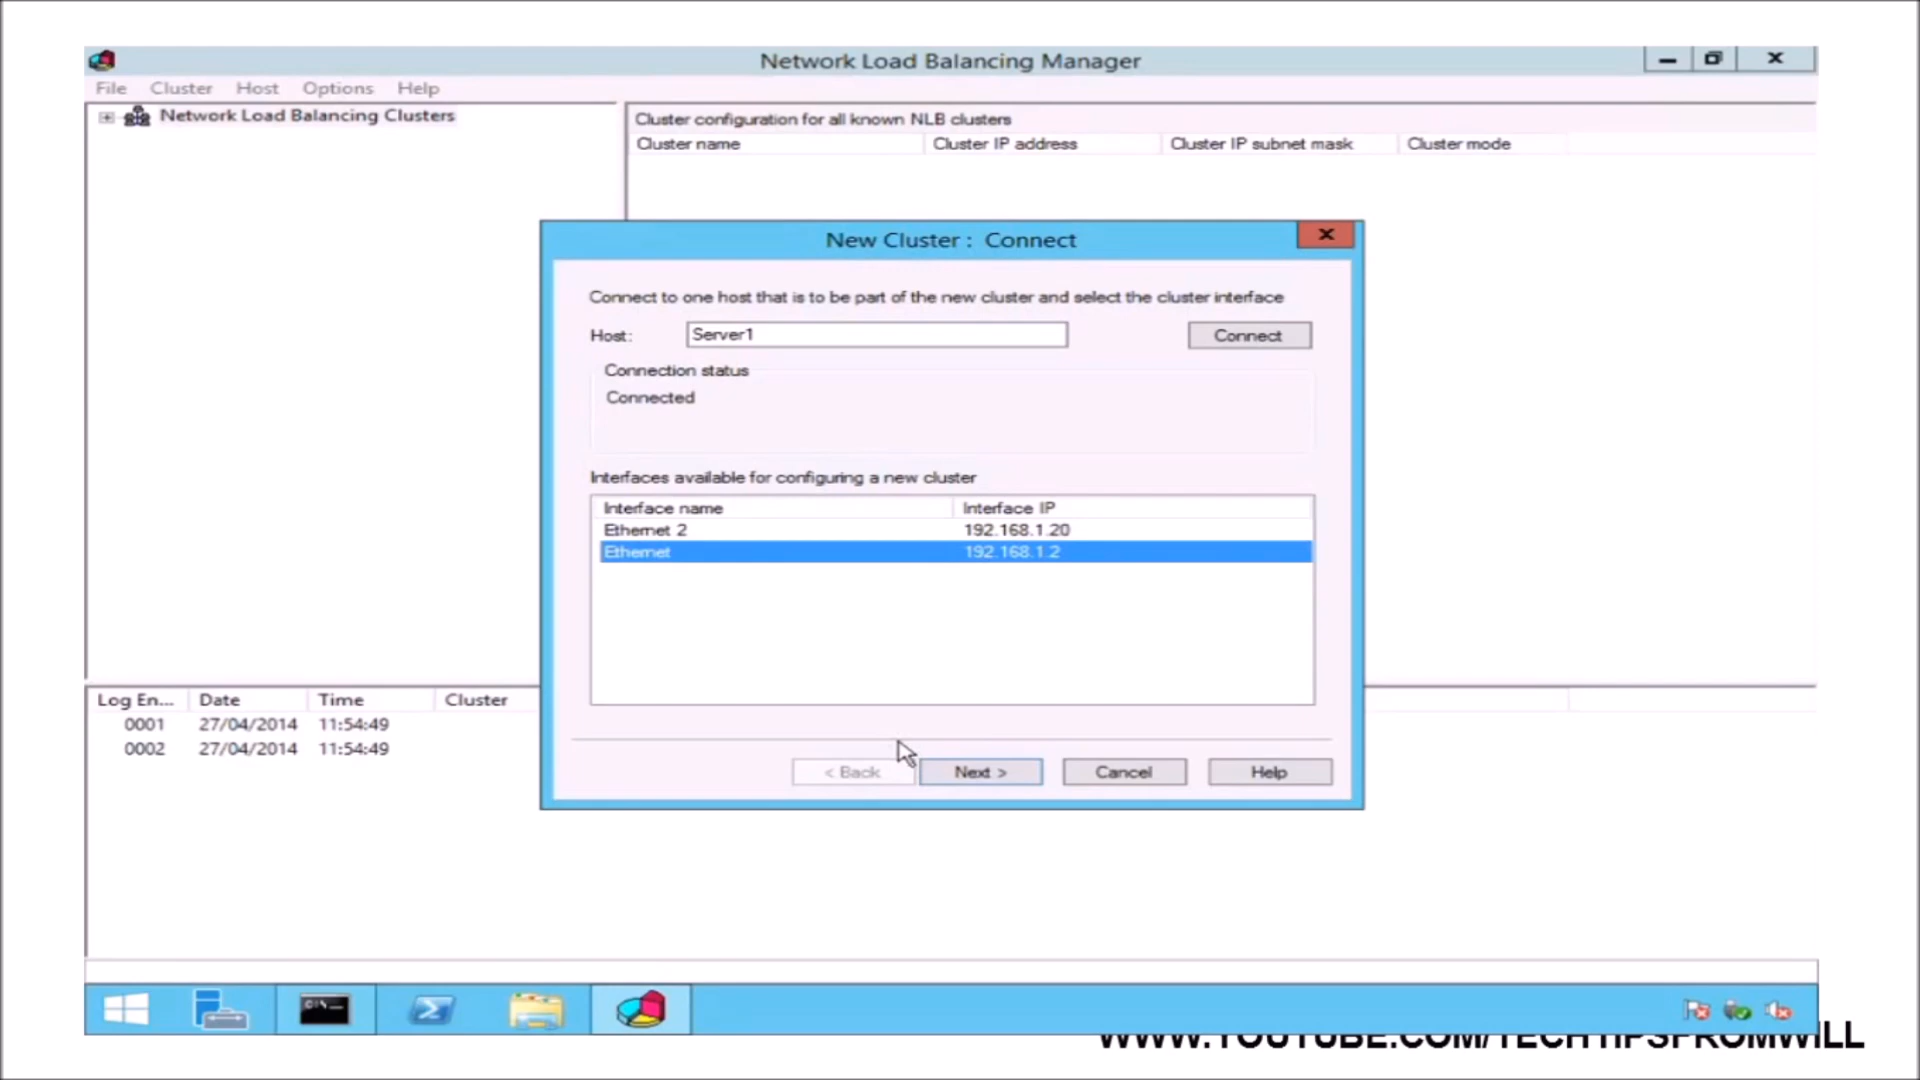 Network Load Balancing Manager
File Cluster Host Options Help
Network Load Balancing Clusters
Cluster configuration for all known NLB clusters
Cluster name Cluster IP address Cluster IP subnet mask Cluster mode
New Cluster : Connect
Connect to one host that is to be part of the new cluster and select the cluster interface
Host: Server1 Connect
Connection status
Connected
Interfaces available for configuring a new cluster
Interface name Interface IP
Ethernet 2 192.168.1.20
Ethernet 192.168.1.2
< Back Next > Cancel Help
Log En... Date Time Cluster
0001 27/04/2014 11:54:49
0002 27/04/2014 11:54:49
WWW.YOUTUBE.COM/TECHTIPSFROMWILL